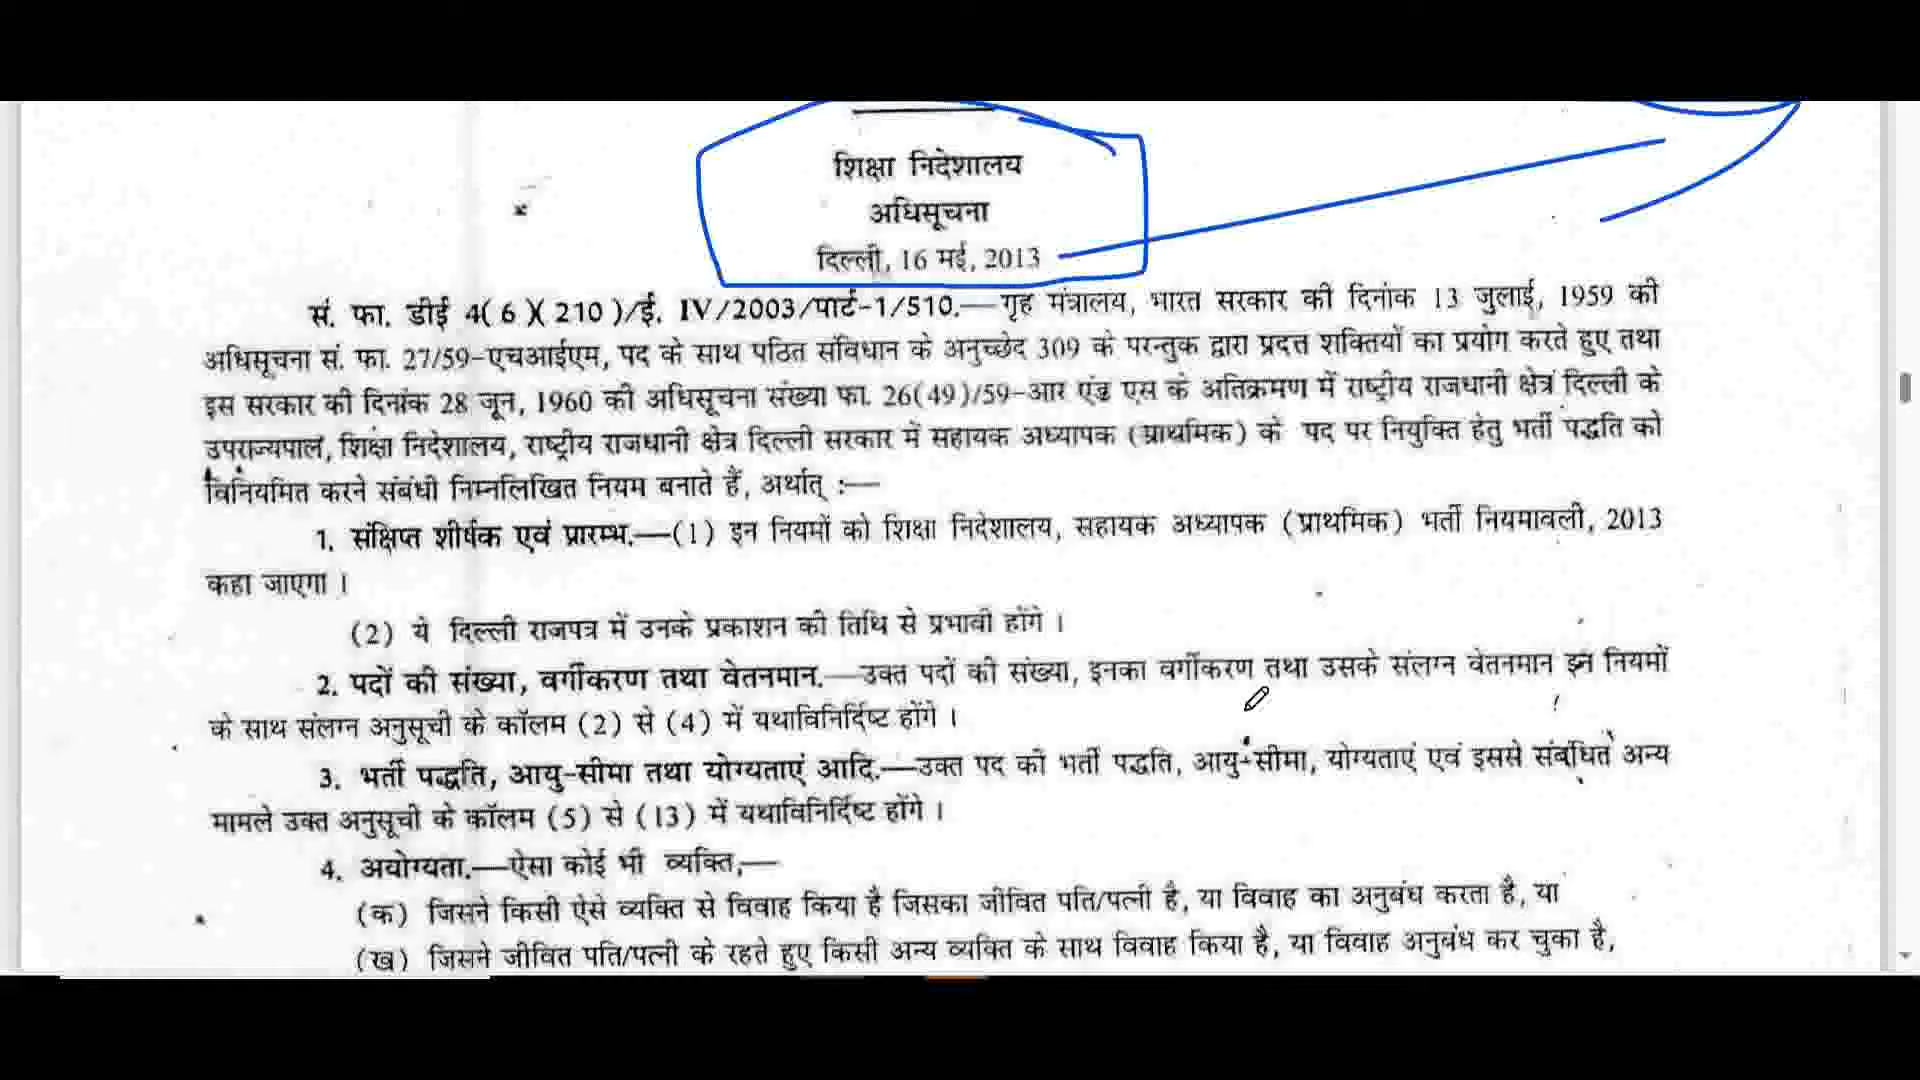 शिक्षा निदेशालय
अधिसूचना
दिल्ली, 16 मई, 2013
सं. फा. डीई 4(6)(210)/ई. IV/2003/पार्ट-1/510.—गृह मंत्रालय, भारत सरकार की दिनांक 13 जुलाई, 1959 की
अधिसूचना सं. फा. 27/59-एचआईएम, पद के साथ पठित संविधान के अनुच्छेद 309 के परन्तुक द्वारा प्रदत्त शक्तियों का प्रयोग करते हुए तथा
इस सरकार की दिनांक 28 जून, 1960 की अधिसूचना संख्या फा. 26(49)/59-आर एंड एस के अतिक्रमण में राष्ट्रीय राजधानी क्षेत्र दिल्ली के
उपराज्यपाल, शिक्षा निदेशालय, राष्ट्रीय राजधानी क्षेत्र दिल्ली सरकार में सहायक अध्यापक (प्राथमिक) के पद पर नियुक्ति हेतु भर्ती पद्धति को
विनियमित करने संबंधी निम्नलिखित नियम बनाते हैं, अर्थात् :—
1. संक्षिप्त शीर्षक एवं प्रारम्भ.—(1) इन नियमों को शिक्षा निदेशालय, सहायक अध्यापक (प्राथमिक) भर्ती नियमावली, 2013
कहा जाएगा ।
(2) ये दिल्ली राजपत्र में उनके प्रकाशन की तिथि से प्रभावी होंगे ।
2. पदों की संख्या, वर्गीकरण तथा वेतनमान.—उक्त पदों की संख्या, इनका वर्गीकरण तथा उसके संलग्न वेतनमान इन नियमों
के साथ संलग्न अनुसूची के कॉलम (2) से (4) में यथाविनिर्दिष्ट होंगे ।
3. भर्ती पद्धति, आयु-सीमा तथा योग्यताएं आदि.—उक्त पद की भर्ती पद्धति, आयु-सीमा, योग्यताएं एवं इससे संबंधित अन्य
मामले उक्त अनुसूची के कॉलम (5) से (13) में यथाविनिर्दिष्ट होंगे ।
4. अयोग्यता.—ऐसा कोई भी व्यक्ति,—
(क) जिसने किसी ऐसे व्यक्ति से विवाह किया है जिसका जीवित पति/पत्नी है, या विवाह का अनुबंध करता है, या
(ख) जिसने जीवित पति/पत्नी के रहते हुए किसी अन्य व्यक्ति के साथ विवाह किया है, या विवाह अनुबंध कर चुका है,